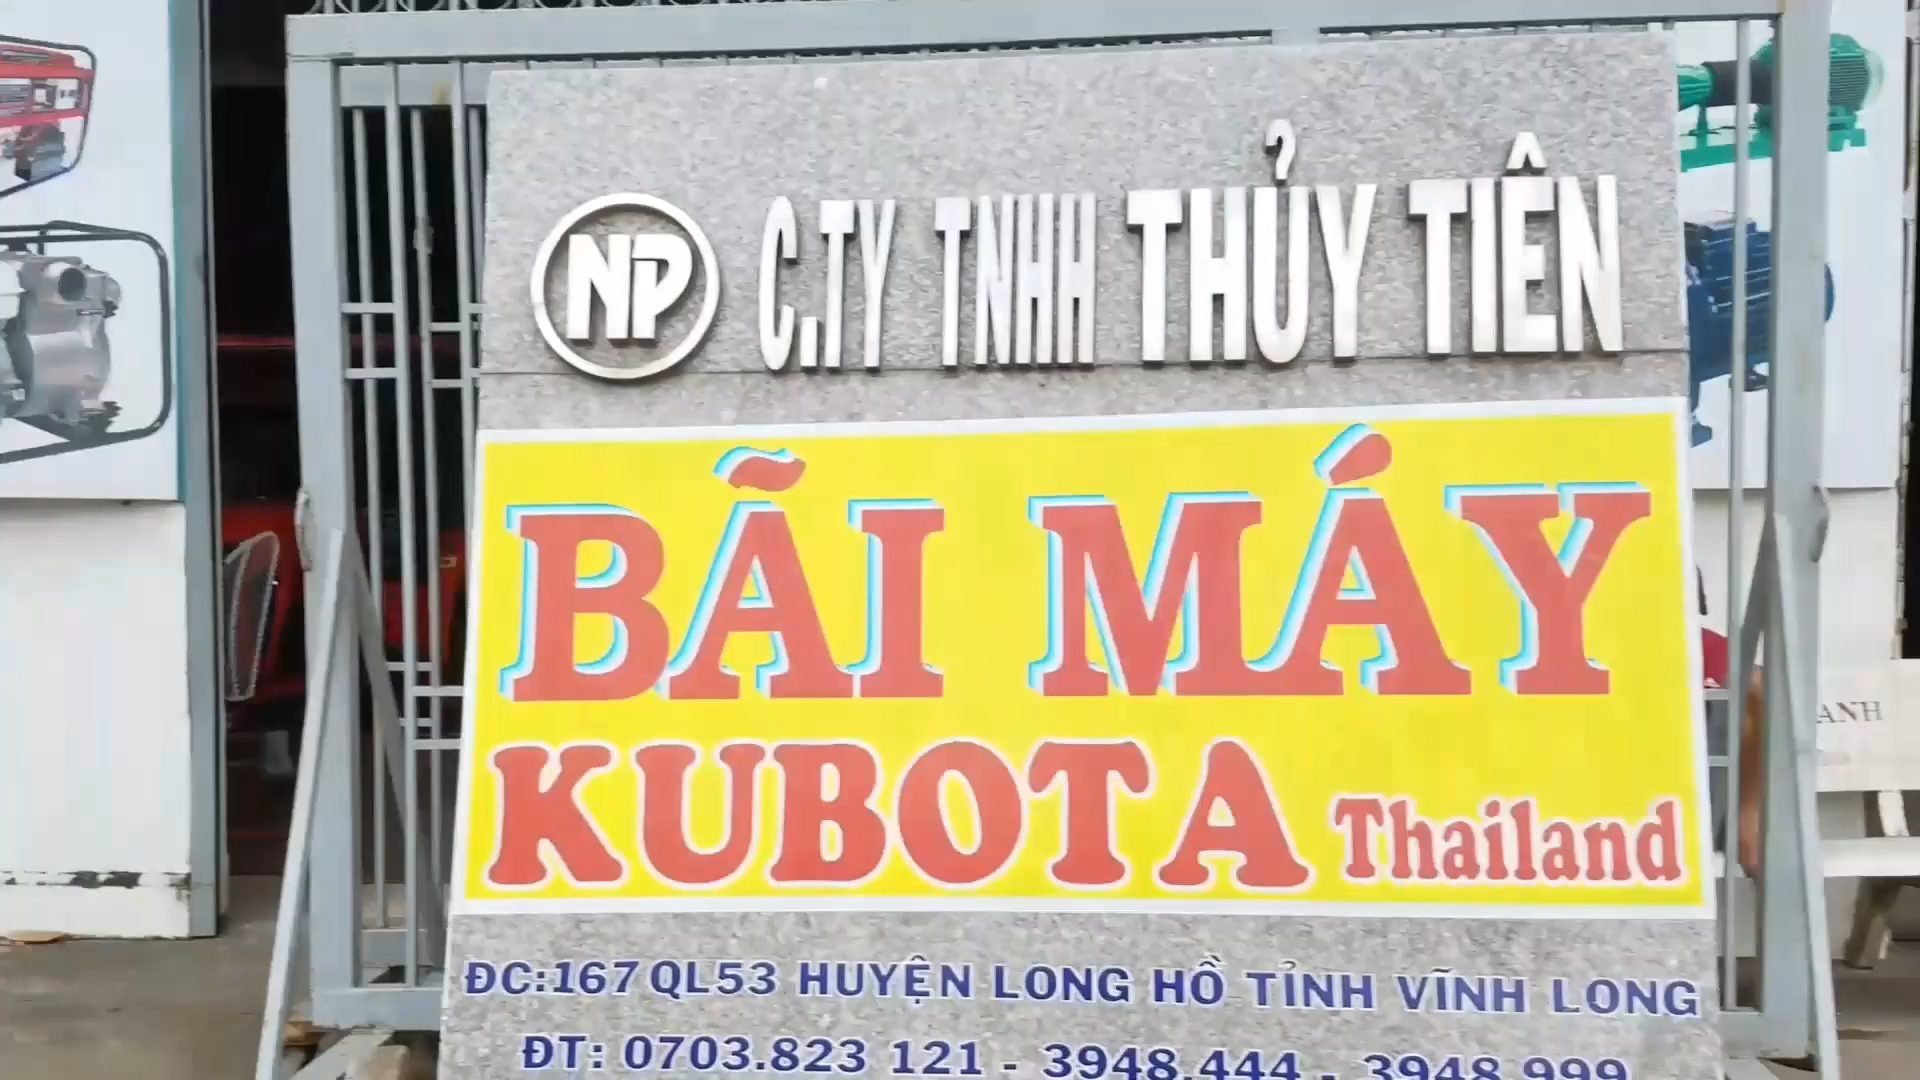 NP C.TY TNHH THỦY TIÊN
BÃI MÁY
KUBOTA Thailand
ĐC:167 QL53 HUYỆN LONG HỒ TỈNH VĨNH LONG
ĐT: 0703.823 121 - 3948.444 - 3948.999